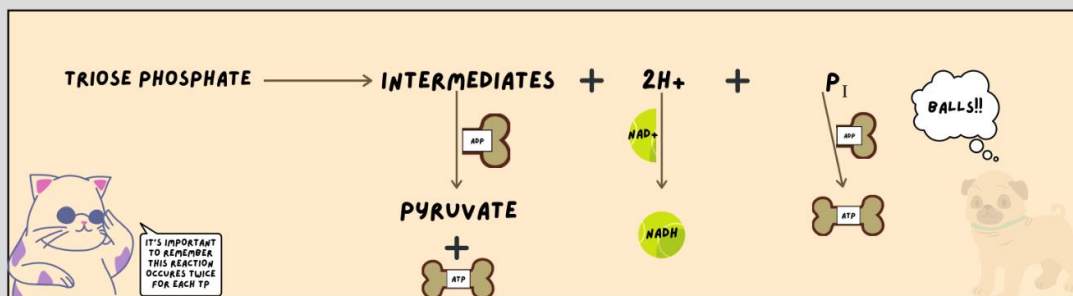 TRIOSE PHOSPHATE INTERMEDIATES + 2H+ + PI
BALLS!!
ADP
NAD+
ADP
PYRUVATE
+
ATP
NADH
ATP
IT'S IMPORTANT
TO REMEMBER
THIS REACTION
OCCURES TWICE
FOR EACH TP